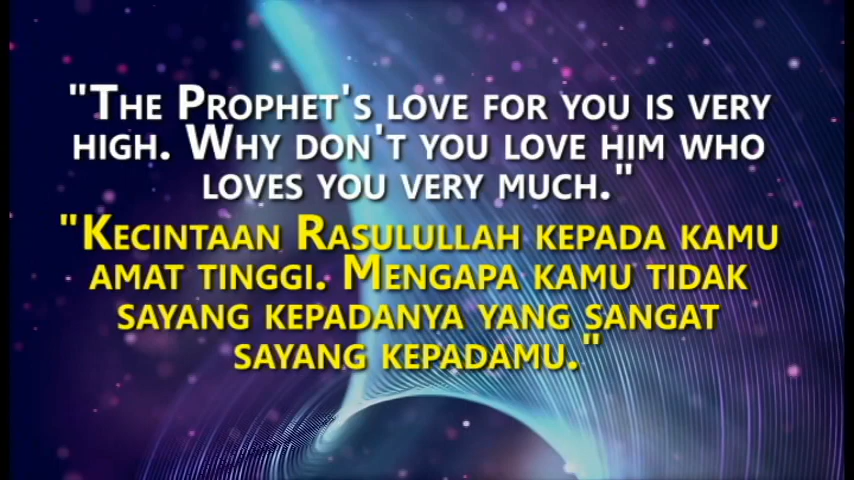 "The Prophet's love for you is very
high. Why don't you love him who
loves you very much."
"Kecintaan Rasulullah kepada kamu
amat tinggi. Mengapa kamu tidak
sayang kepadanya yang sangat
sayang kepadamu."